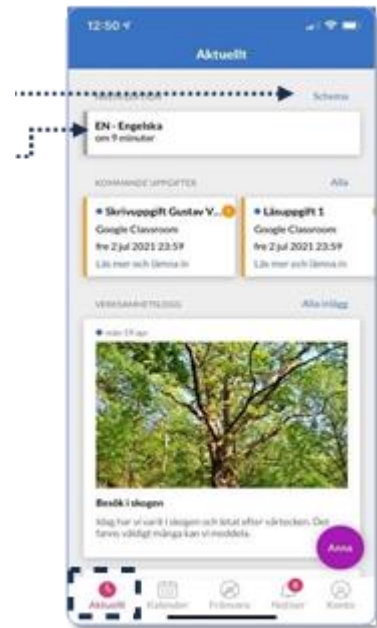 12:50
Aktuellt
Schema
EN - Engelska
om 9 minuter
KOMMANDE UPPGIFTER
Alla
Skrivuppgift Gustav V...
Google Classroom
fre 2 jul 2021 23:59
Läs mer och lämna in
Läsuppgift 1
Google Classroom
fre 2 jul 2021 23:59
Läs mer och lämna in
VERKSAMHETSLOGG
Alla inlägg
mån 19 apr
Besök i skogen
Idag har vi varit i skogen och letat efter vårtecken. Det
fanns väldigt många kan vi meddela.
Anna
Aktuellt
Kalender
Frånvaro
Notiser
Konto